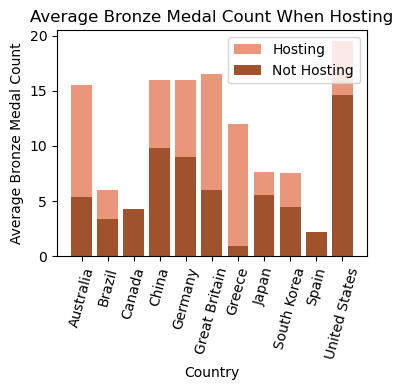 Average Bronze Medal Count When Hosting
Average Bronze Medal Count
20
15
10
5
0
Hosting
Not Hosting
Australia
Brazil
Canada
China
Germany
Great Britain
Greece
Japan
South Korea
Spain
United States
Country